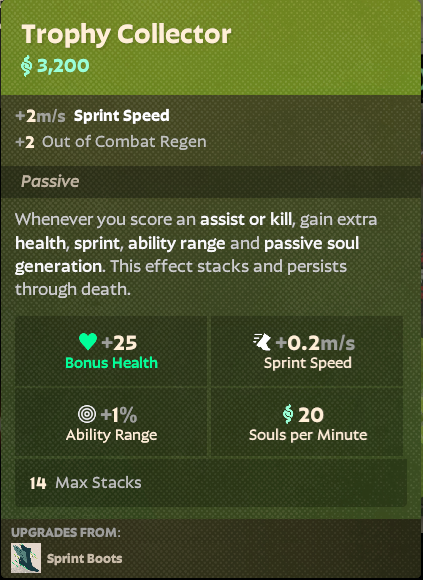 Trophy Collector
3,200
+2m/s Sprint Speed
+2 Out of Combat Regen
Passive
Whenever you score an assist or kill, gain extra
health, sprint, ability range and passive soul
generation. This effect stacks and persists
through death.
+25
Bonus Health
+0.2m/s
Sprint Speed
+1%
Ability Range
20
Souls per Minute
14 Max Stacks
UPGRADES FROM:
Sprint Boots